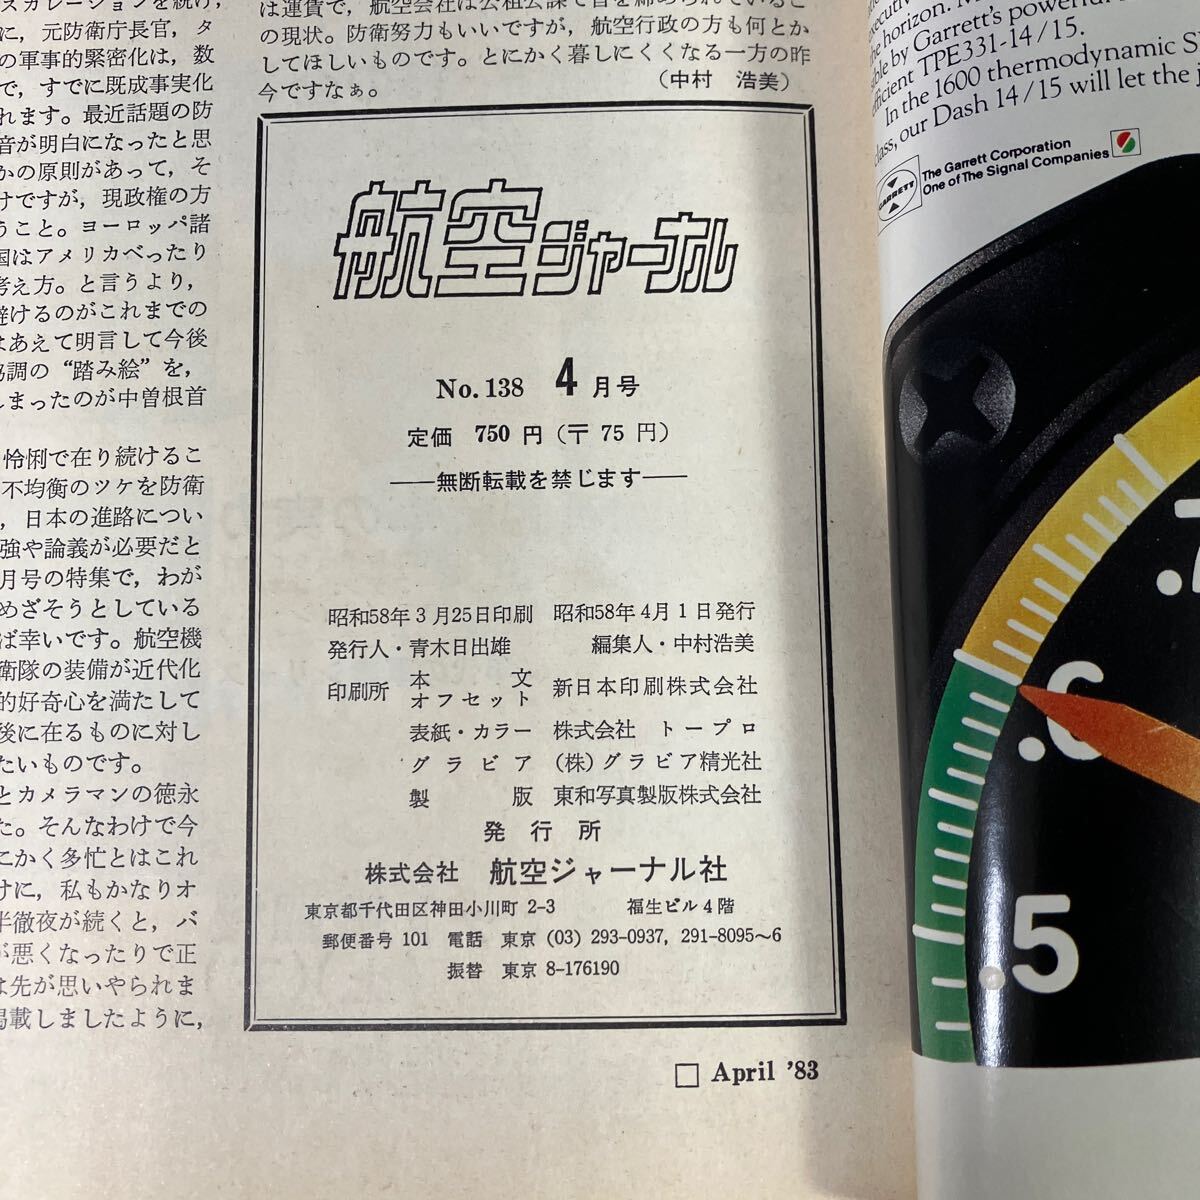 スカレーションを続け,
に, 元防衛庁長官, タ
の軍事的緊密化は, 数
で, すでに既成事実化
れます。最近話題の防
音が明白になったと思
かの原則があって, そ
けですが, 現政権の方
うこと。ヨーロッパ諸
国はアメリカべったり
考え方。と言うより,
避けるのがこれまでの
はあえて明言して今後
協調の“踏み絵”を,
しまったのが中曽根首
怜悧で在り続けるこ
不均衡のツケを防衛
, 日本の進路につい
強や論義が必要だと
月号の特集で, わが
めざそうとしている
ば幸いです。航空機
衛隊の装備が近代化
的好奇心を満たして
後に在るものに対し
たいものです。
とカメラマンの徳永
た。そんなわけで今
にかく多忙とはこれ
けに, 私もかなりオ
半徹夜が続くと, バ
が悪くなったりで正
は先が思いやられま
掲載しましたように,
は運賃で, 航空会社は公租公課で首を締められているこ
の現状。防衛努力もいいですが, 航空行政の方も何とか
してほしいものです。とにかく暮しにくくなる一方の昨
今ですなぁ。 (中村 浩美)
航空ジャーナル
No. 138 4月号
定価 750 円 (〒 75 円)
——無断転載を禁じます——
昭和58年3月25日印刷 昭和58年4月1日発行
発行人・青木日出雄 編集人・中村浩美
印刷所 本文オフセット 新日本印刷株式会社
表紙・カラー 株式会社 トープロ
グラビア (株)グラビア精光社
製版 東和写真製版株式会社
発行所
株式会社 航空ジャーナル社
東京都千代田区神田小川町 2-3 福生ビル4階
郵便番号 101 電話 東京 (03) 293-0937, 291-8095〜6
振替 東京 8-176190
□ April ’83
the horizon.
ble by Garrett's powerful
efficient TPE331-14/15.
In the 1600 thermodynamic S
class, our Dash 14/15 will let the
GARRETT
The Garrett Corporation
One of The Signal Companies
.7
.6
5